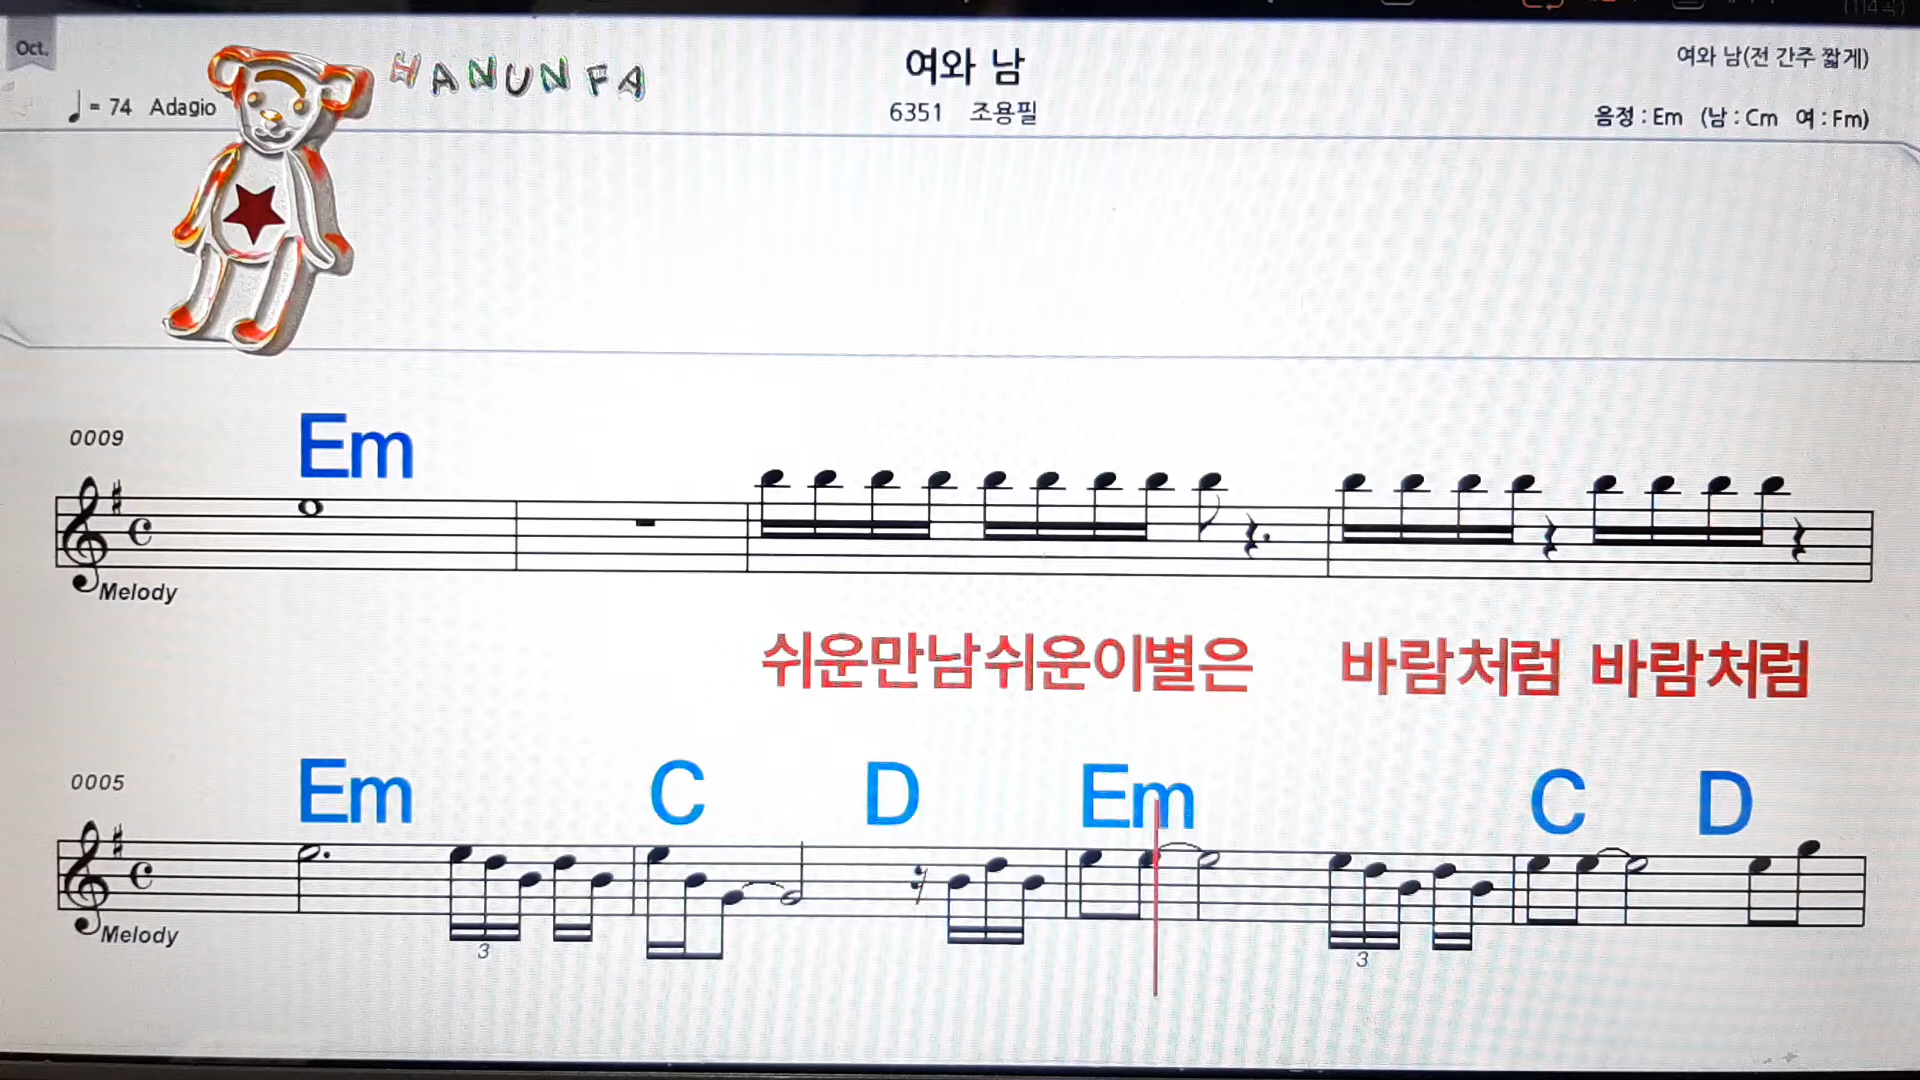 Oct.
HANUNFA
여와 남
여와 남(전 간주 짧게)
= 74 Adagio
6351 조용필
음정 : Em (남 : Cm 여 : Fm)
0009
Em
Melody
쉬운만남쉬운이별은 바람처럼 바람처럼
0005
Em C D Em C D
Melody
3 3